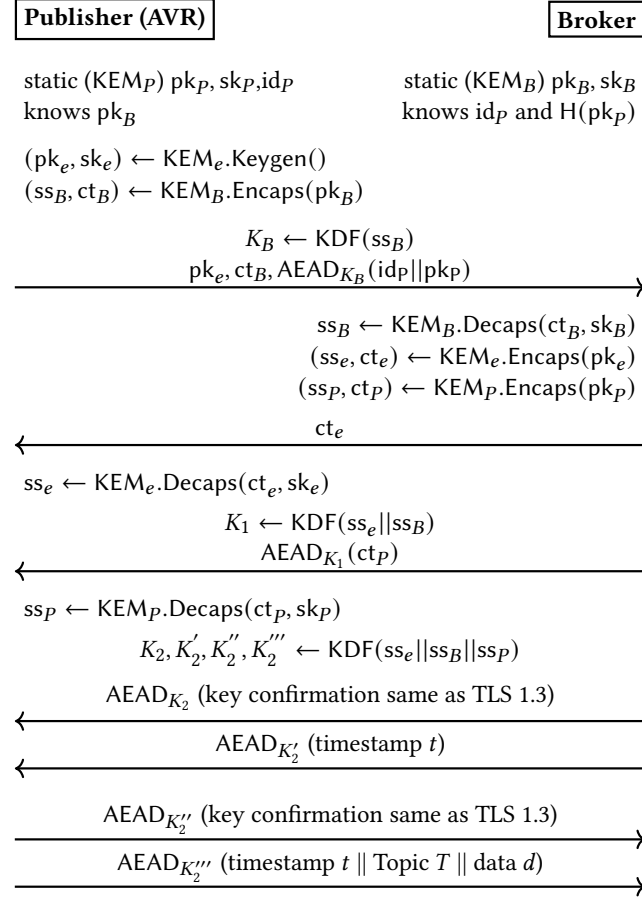 Publisher (AVR) Broker
static (KEM_P) pk_P, sk_P,id_P static (KEM_B) pk_B, sk_B
knows pk_B knows id_P and H(pk_P)
(pk_e, sk_e) ← KEM_e.Keygen()
(ss_B, ct_B) ← KEM_B.Encaps(pk_B)
K_B ← KDF(ss_B)
pk_e, ct_B, AEAD_{K_B}(id_P||pk_P)
ss_B ← KEM_B.Decaps(ct_B, sk_B)
(ss_e, ct_e) ← KEM_e.Encaps(pk_e)
(ss_P, ct_P) ← KEM_P.Encaps(pk_P)
ct_e
ss_e ← KEM_e.Decaps(ct_e, sk_e)
K_1 ← KDF(ss_e||ss_B)
AEAD_{K_1}(ct_P)
ss_P ← KEM_P.Decaps(ct_P, sk_P)
K_2, K_2', K_2'', K_2''' ← KDF(ss_e||ss_B||ss_P)
AEAD_{K_2} (key confirmation same as TLS 1.3)
AEAD_{K_2'} (timestamp t)
AEAD_{K_2''} (key confirmation same as TLS 1.3)
AEAD_{K_2'''} (timestamp t || Topic T || data d)